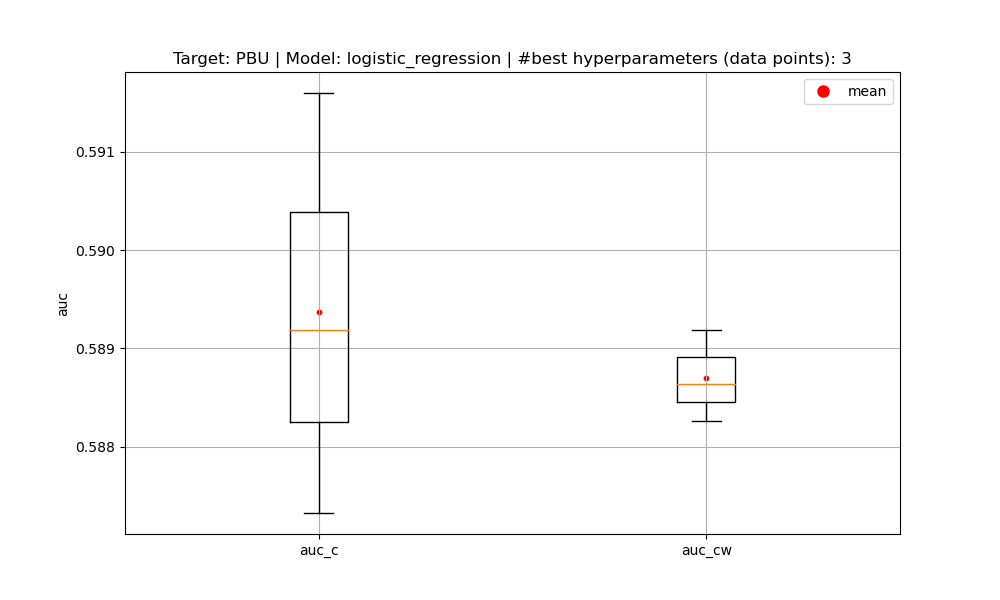 Target: PBU | Model: logistic_regression | #best hyperparameters (data points): 3
mean
0.591
0.590
0.589
0.588
auc
auc_c
auc_cw